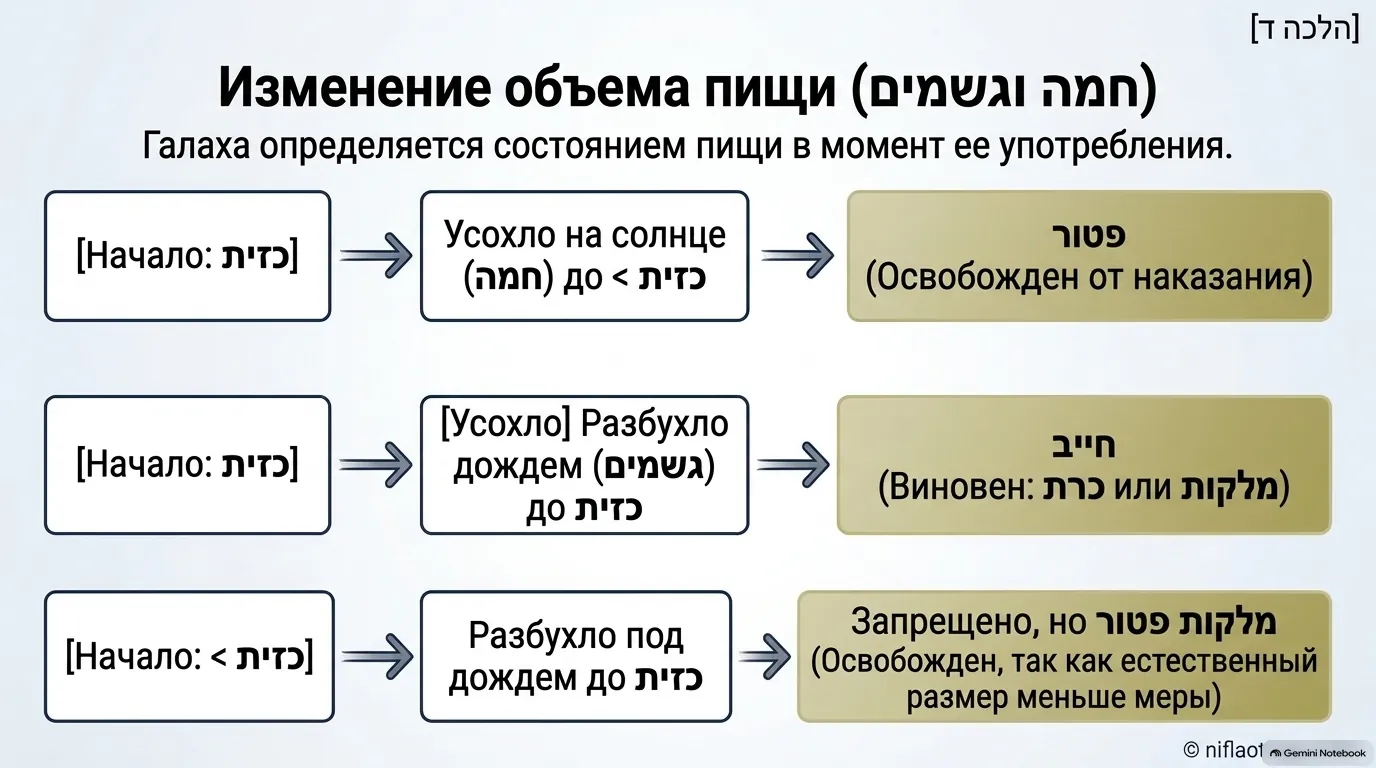 [הלכה ד]
Изменение объема пищи (חמה וגשמים)
Галаха определяется состоянием пищи в момент ее употребления.
[Начало: כזית]
Усохло на солнце
(חמה) до < כזית
פטור
(Освобожден от наказания)
[Начало: כזית]
[Усохло] Разбухло
дождем (גשמים)
до כזית
חייב
(Виновен: כרת или מלקות)
[Начало: < כזית]
Разбухло под
дождем до כזית
Запрещено, но פטור מלקות
(Освобожден, так как естественный
размер меньше меры)
© niflaot
Gemini Notebook